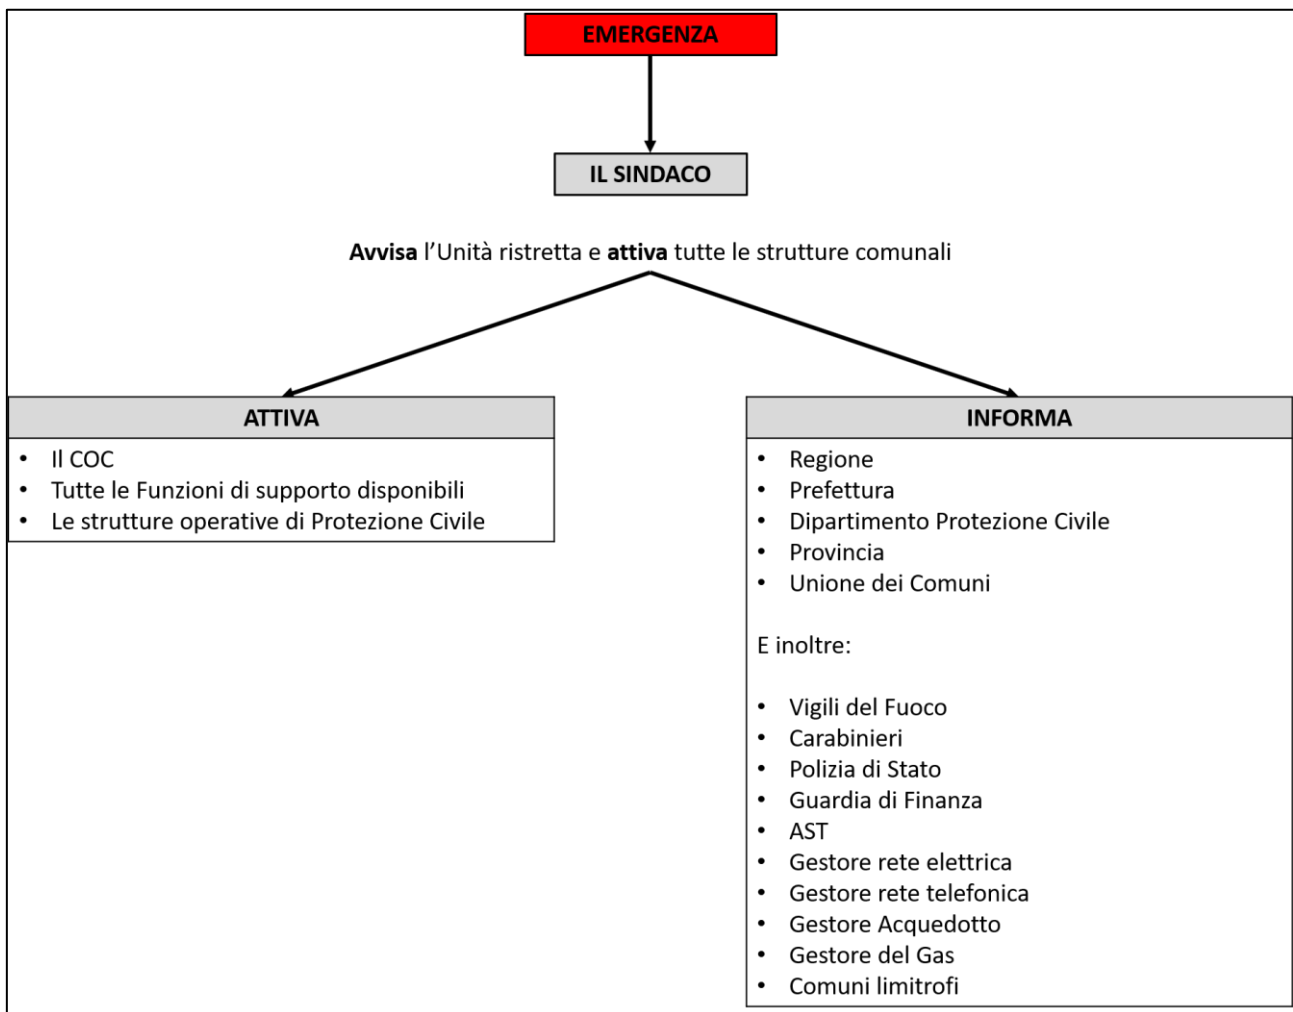 EMERGENZA
IL SINDACO
Avvisa l’Unità ristretta e attiva tutte le strutture comunali
ATTIVA
• Il COC
• Tutte le Funzioni di supporto disponibili
• Le strutture operative di Protezione Civile
INFORMA
• Regione
• Prefettura
• Dipartimento Protezione Civile
• Provincia
• Unione dei Comuni
E inoltre:
• Vigili del Fuoco
• Carabinieri
• Polizia di Stato
• Guardia di Finanza
• AST
• Gestore rete elettrica
• Gestore rete telefonica
• Gestore Acquedotto
• Gestore del Gas
• Comuni limitrofi